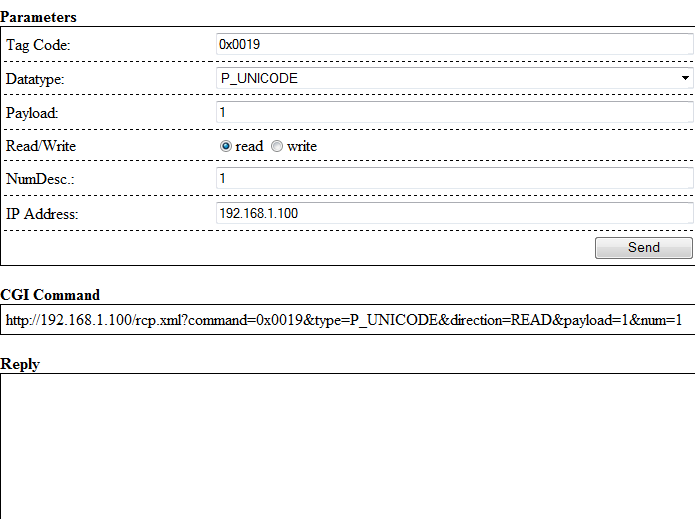 Parameters
Tag Code: 0x0019
Datatype: P_UNICODE
Payload: 1
Read/Write read write
NumDesc.: 1
IP Address: 192.168.1.100
Send
CGI Command
http://192.168.1.100/rcp.xml?command=0x0019&type=P_UNICODE&direction=READ&payload=1&num=1
Reply